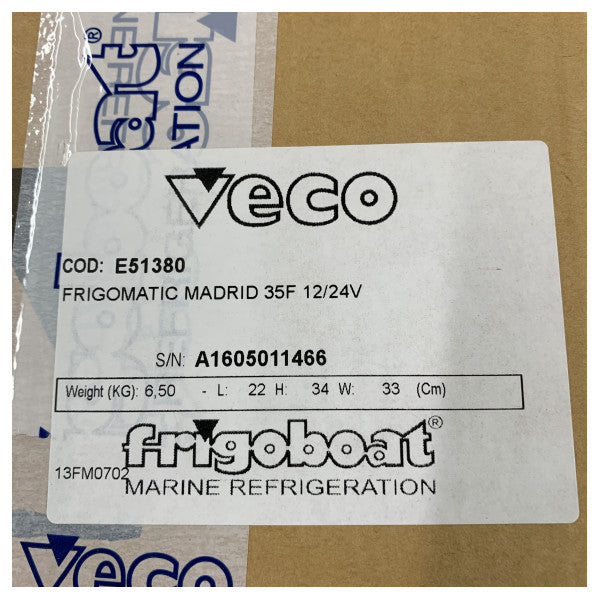 veco
COD: E51380
FRIGOMATIC MADRID 35F 12/24V
S/N: A1605011466
Weight (KG): 6,50 - L: 22 H: 34 W: 33 (Cm)
frigoboat®
13FM0702
MARINE REFRIGERATION
veco